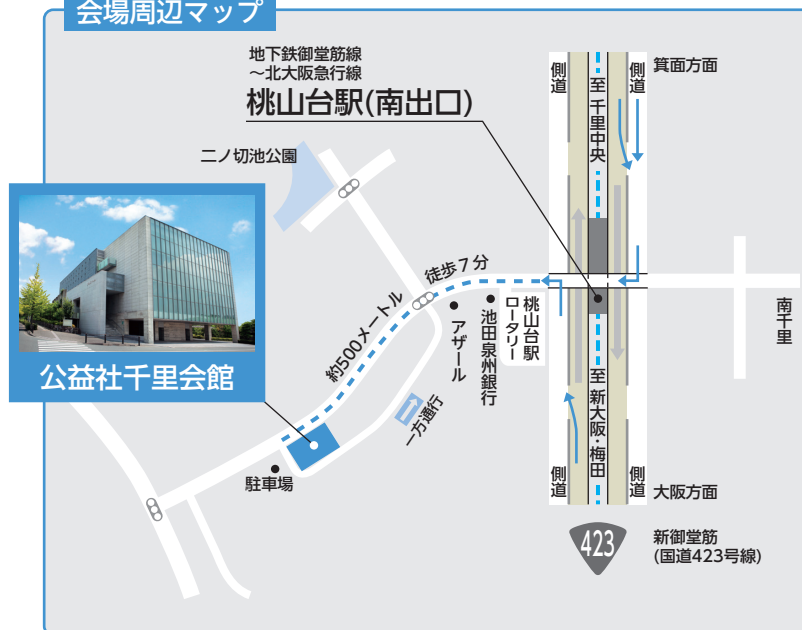 会場周辺マップ
地下鉄御堂筋線
～北大阪急行線
桃山台駅(南出口)
側道
至 千里中央
側道
箕面方面
二ノ切池公園
公益社千里会館
徒歩7分
約500メートル
アザール
池田泉州銀行
桃山台駅
ロータリー
南千里
一方通行
駐車場
側道
至 新大阪・梅田
側道
大阪方面
423
新御堂筋
(国道423号線)